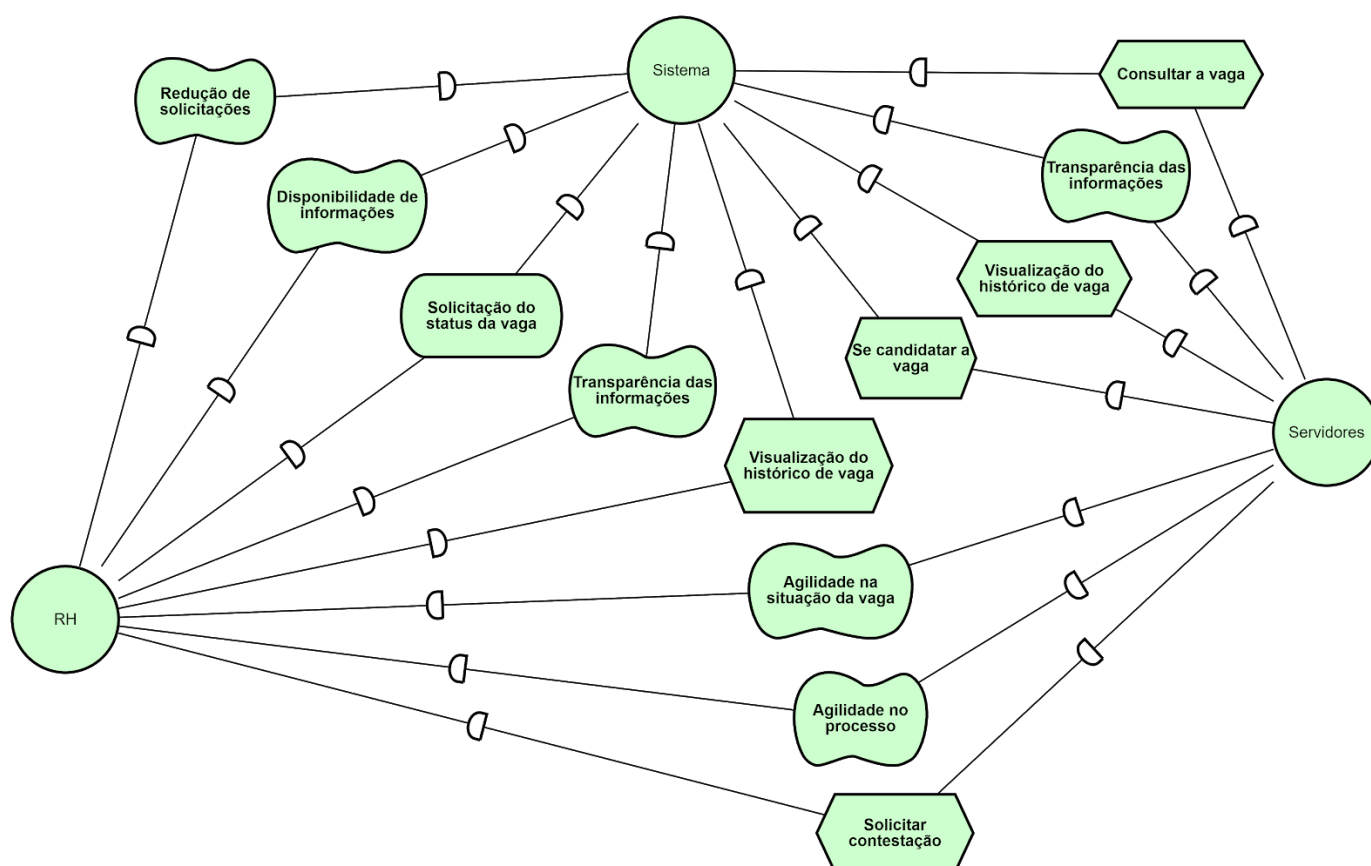 Sistema
Consultar a vaga
Redução de
solicitações
Transparência das
informações
Disponibilidade de
informações
Visualização do
histórico de vaga
Solicitação do
status da vaga
Se candidatar a
vaga
Transparência das
informações
Servidores
Visualização do
histórico de vaga
Agilidade na
situação da vaga
RH
Agilidade no
processo
Solicitar
contestação